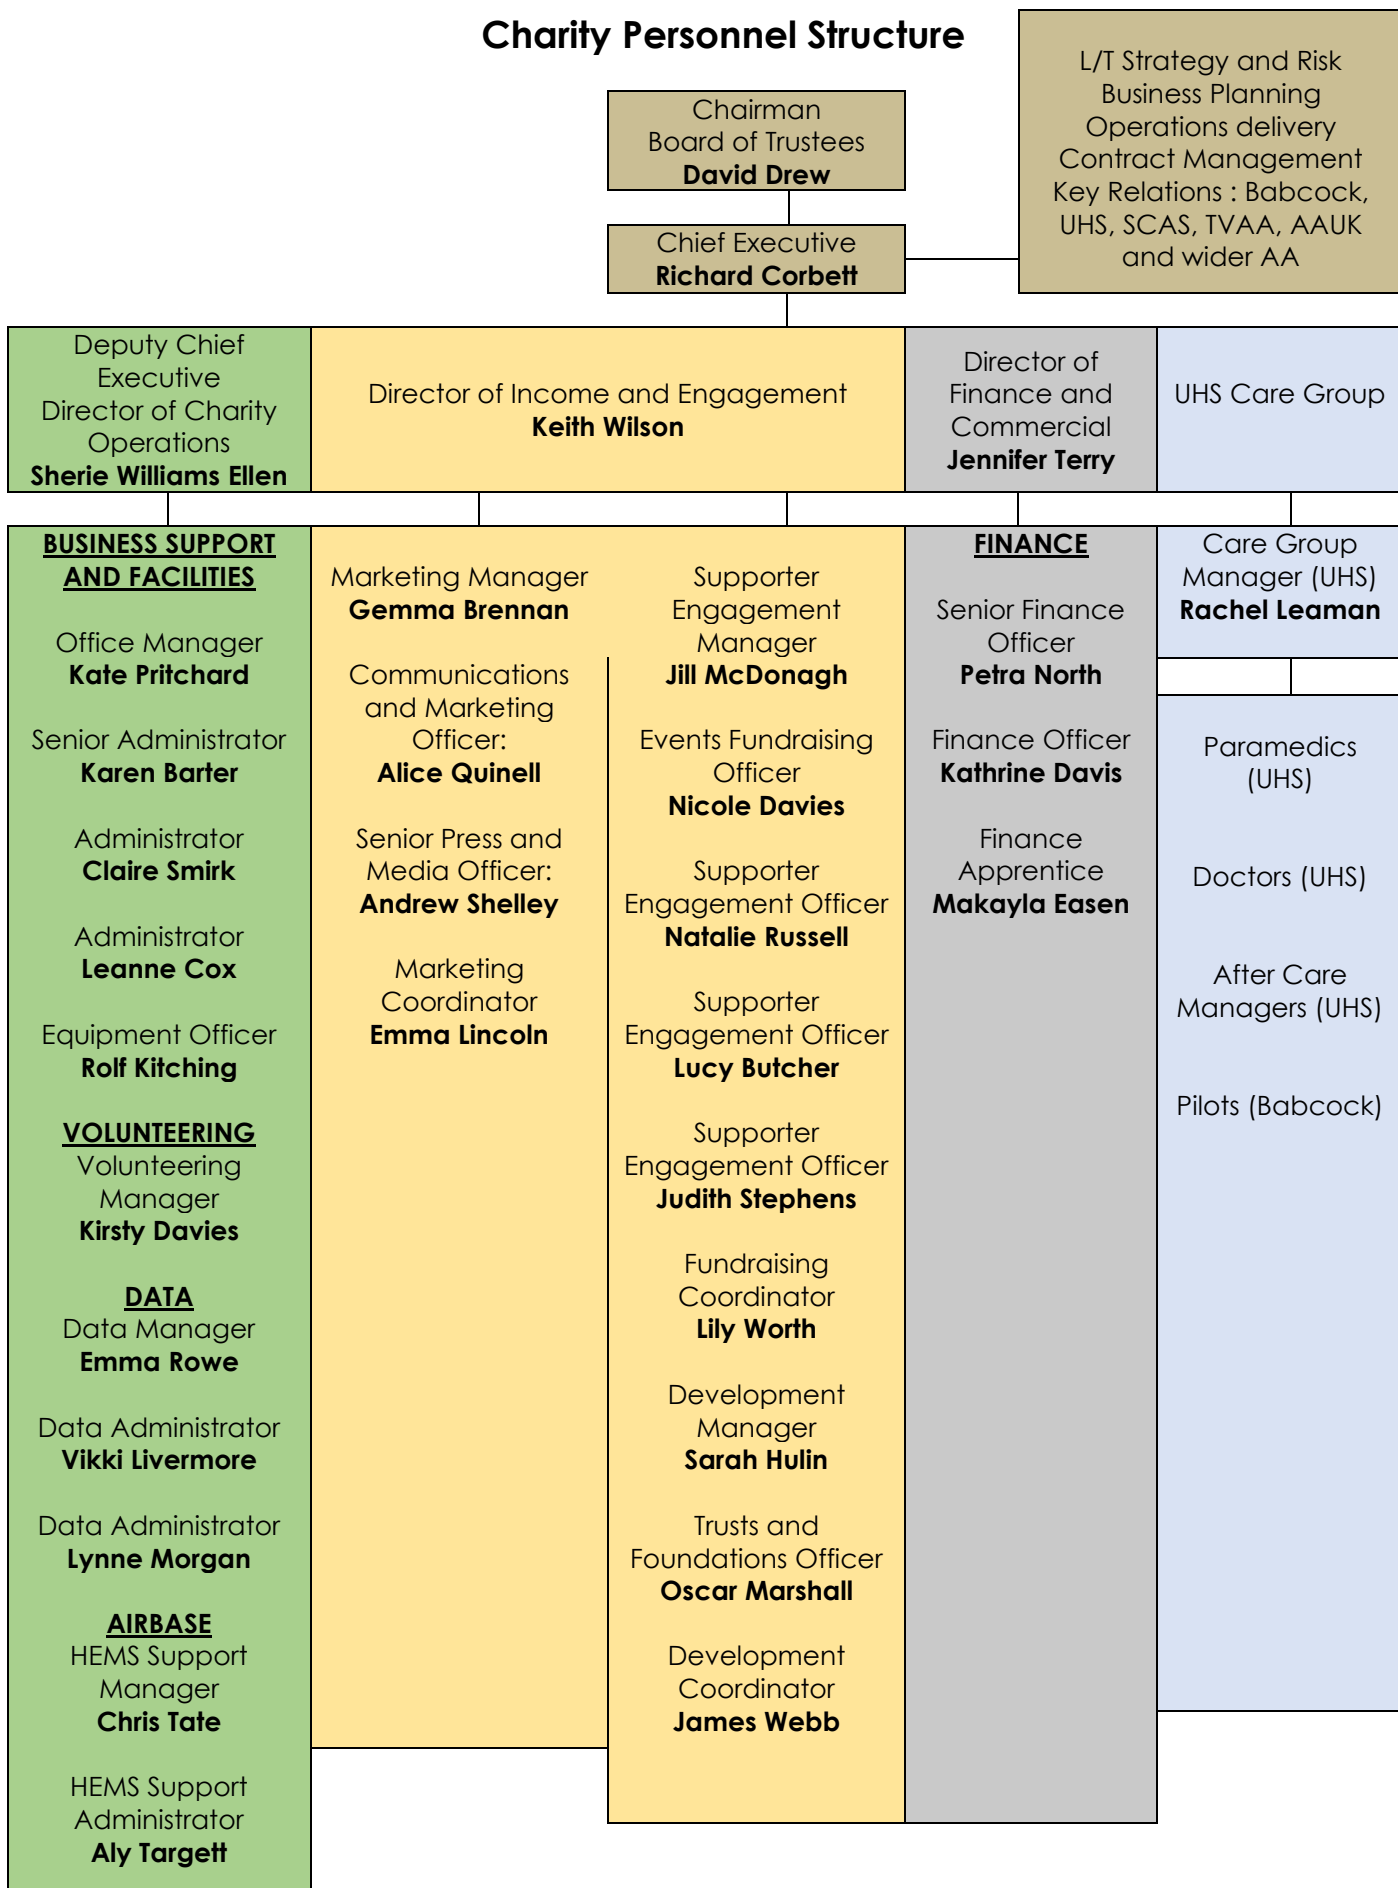 Charity Personnel Structure
L/T Strategy and Risk
Business Planning
Operations delivery
Contract Management
Key Relations : Babcock,
UHS, SCAS, TVAA, AAUK
and wider AA
Chairman
Board of Trustees
David Drew
Chief Executive
Richard Corbett
Deputy Chief
Executive
Director of Charity
Operations
Sherie Williams Ellen
Director of Income and Engagement
Keith Wilson
Director of
Finance and
Commercial
Jennifer Terry
UHS Care Group
BUSINESS SUPPORT
AND FACILITIES
Office Manager
Kate Pritchard
Senior Administrator
Karen Barter
Administrator
Claire Smirk
Administrator
Leanne Cox
Equipment Officer
Rolf Kitching
VOLUNTEERING
Volunteering
Manager
Kirsty Davies
DATA
Data Manager
Emma Rowe
Data Administrator
Vikki Livermore
Data Administrator
Lynne Morgan
AIRBASE
HEMS Support
Manager
Chris Tate
HEMS Support
Administrator
Aly Targett
Marketing Manager
Gemma Brennan
Communications
and Marketing
Officer:
Alice Quinell
Senior Press and
Media Officer:
Andrew Shelley
Marketing
Coordinator
Emma Lincoln
Supporter
Engagement
Manager
Jill McDonagh
Events Fundraising
Officer
Nicole Davies
Supporter
Engagement Officer
Natalie Russell
Supporter
Engagement Officer
Lucy Butcher
Supporter
Engagement Officer
Judith Stephens
Fundraising
Coordinator
Lily Worth
Development
Manager
Sarah Hulin
Trusts and
Foundations Officer
Oscar Marshall
Development
Coordinator
James Webb
FINANCE
Senior Finance
Officer
Petra North
Finance Officer
Kathrine Davis
Finance
Apprentice
Makayla Easen
Care Group
Manager (UHS)
Rachel Leaman
Paramedics
(UHS)
Doctors (UHS)
After Care
Managers (UHS)
Pilots (Babcock)